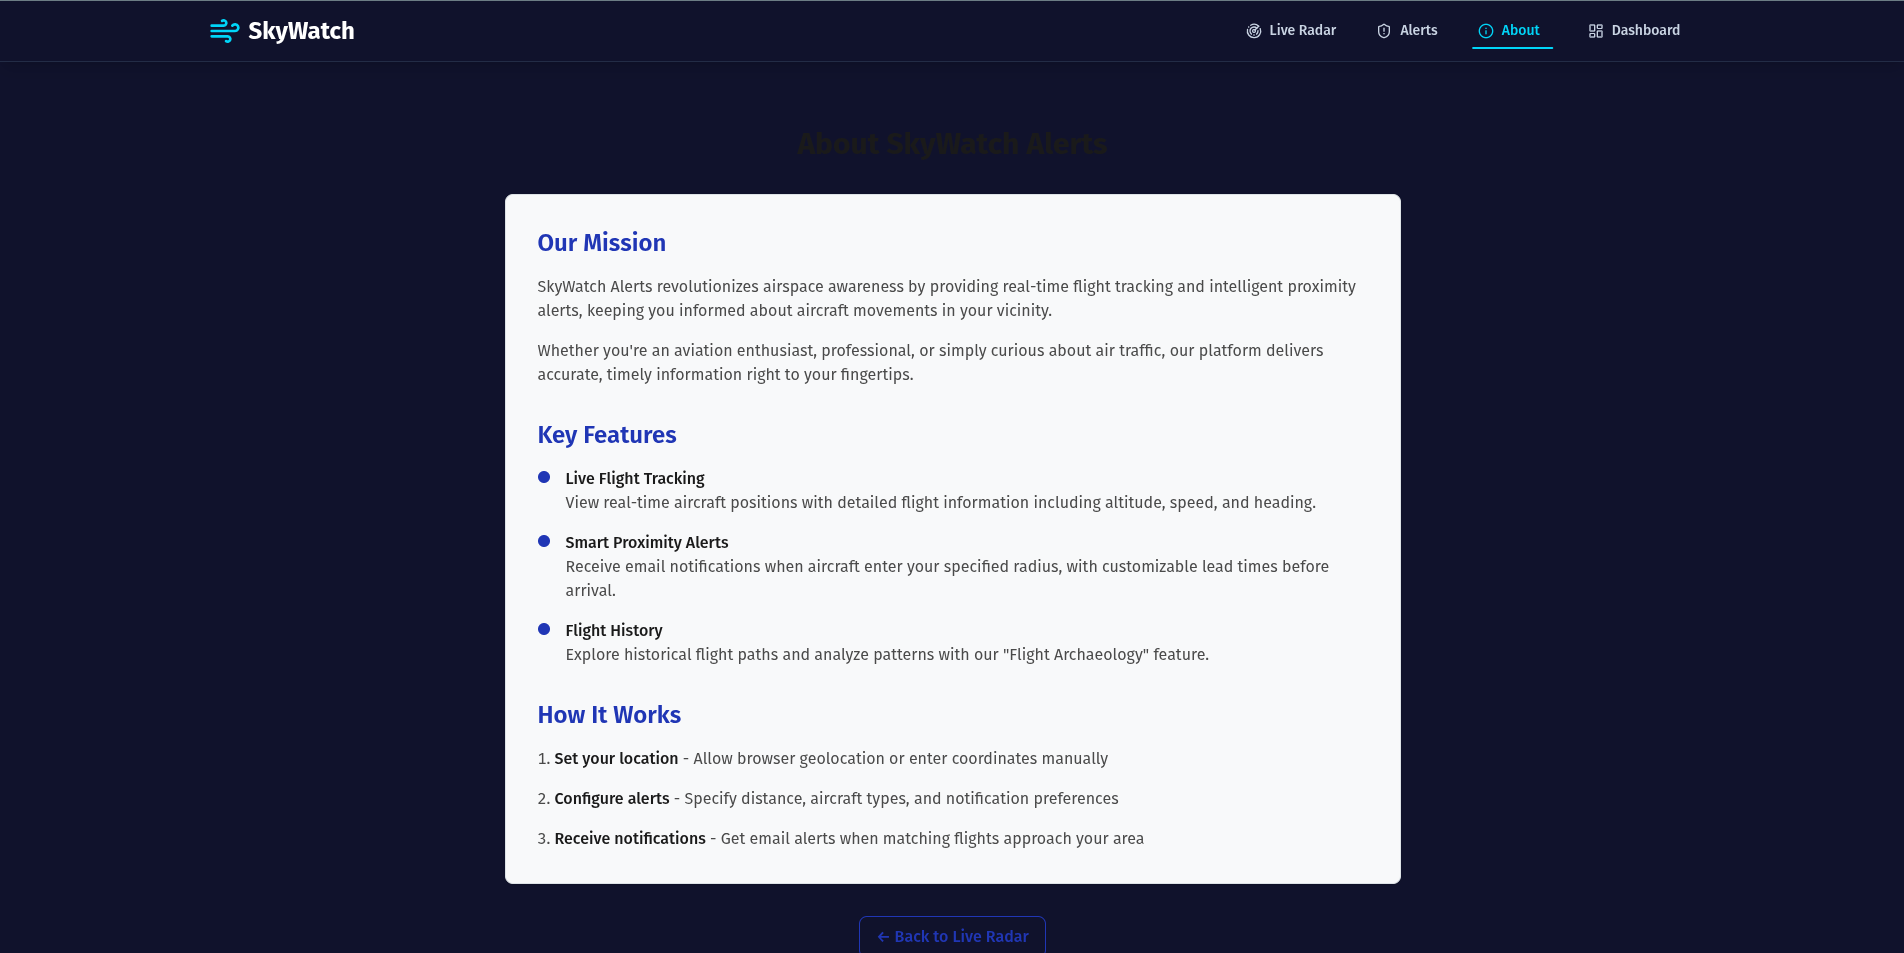 SkyWatch
Live Radar
Alerts
About
Dashboard
About SkyWatch Alerts
Our Mission
SkyWatch Alerts revolutionizes airspace awareness by providing real-time flight tracking and intelligent proximity
alerts, keeping you informed about aircraft movements in your vicinity.
Whether you're an aviation enthusiast, professional, or simply curious about air traffic, our platform delivers
accurate, timely information right to your fingertips.
Key Features
Live Flight Tracking
View real-time aircraft positions with detailed flight information including altitude, speed, and heading.
Smart Proximity Alerts
Receive email notifications when aircraft enter your specified radius, with customizable lead times before
arrival.
Flight History
Explore historical flight paths and analyze patterns with our "Flight Archaeology" feature.
How It Works
1. Set your location - Allow browser geolocation or enter coordinates manually
2. Configure alerts - Specify distance, aircraft types, and notification preferences
3. Receive notifications - Get email alerts when matching flights approach your area
← Back to Live Radar